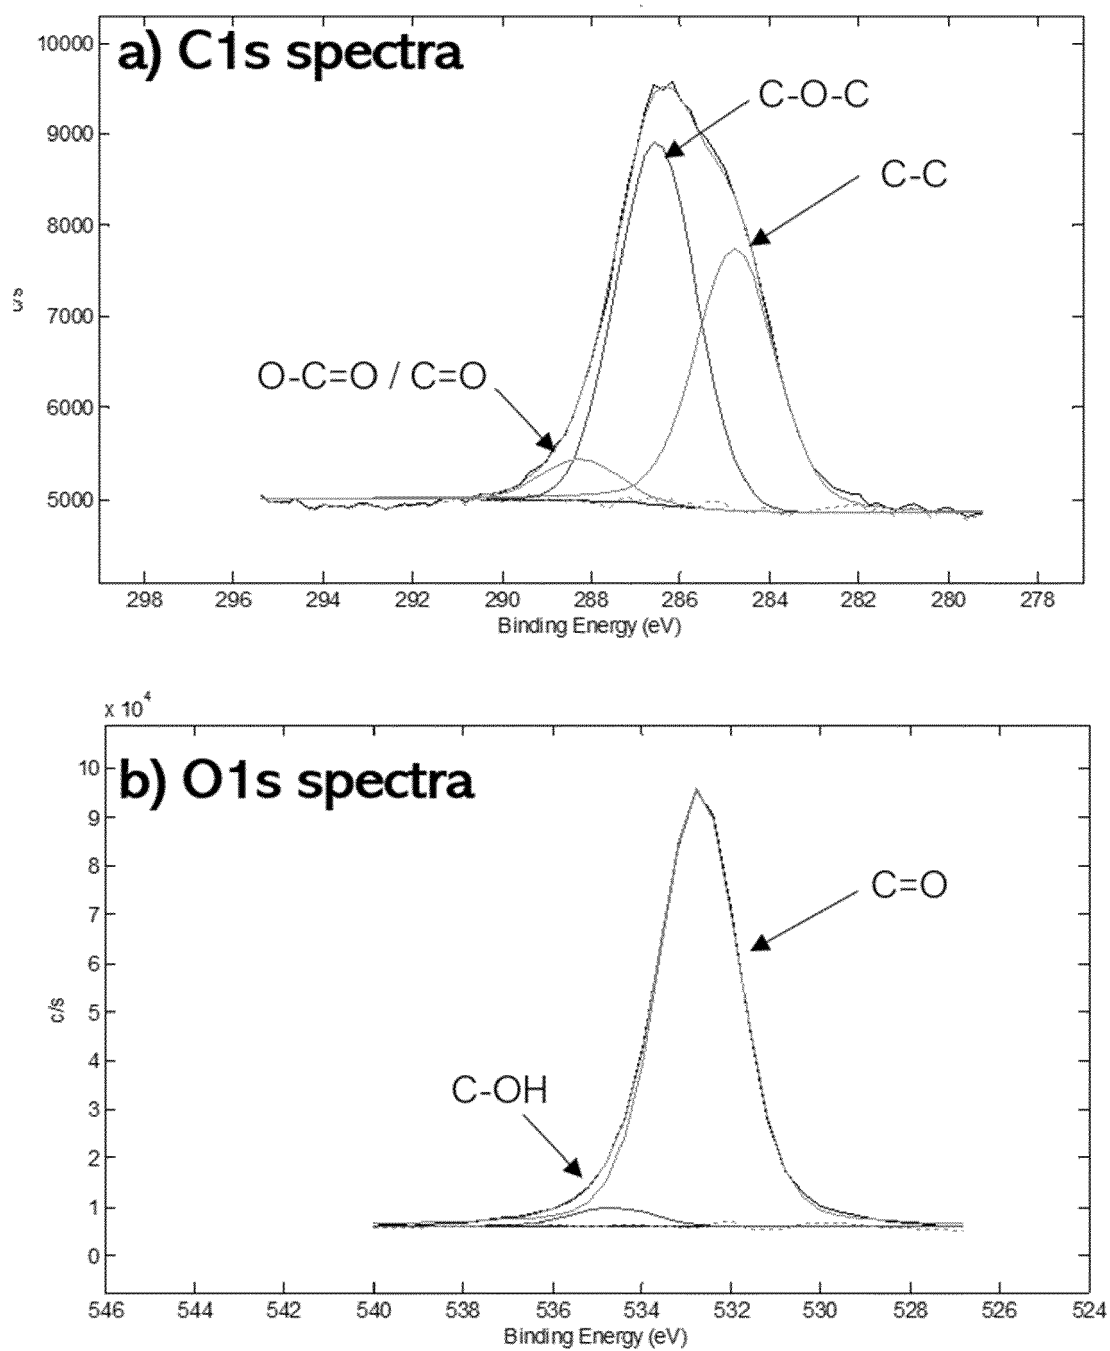 a) C1s spectra
10000
9000
8000
7000
6000
5000
C-O-C
C-C
O-C=O / C=O
298 296 294 292 290 288 286 284 282 280 278
Binding Energy (eV)
x 10^4
b) O1s spectra
10
9
8
7
6
5
4
3
2
1
0
c/s
C=O
C-OH
546 544 542 540 538 536 534 532 530 528 526 524
Binding Energy (eV)